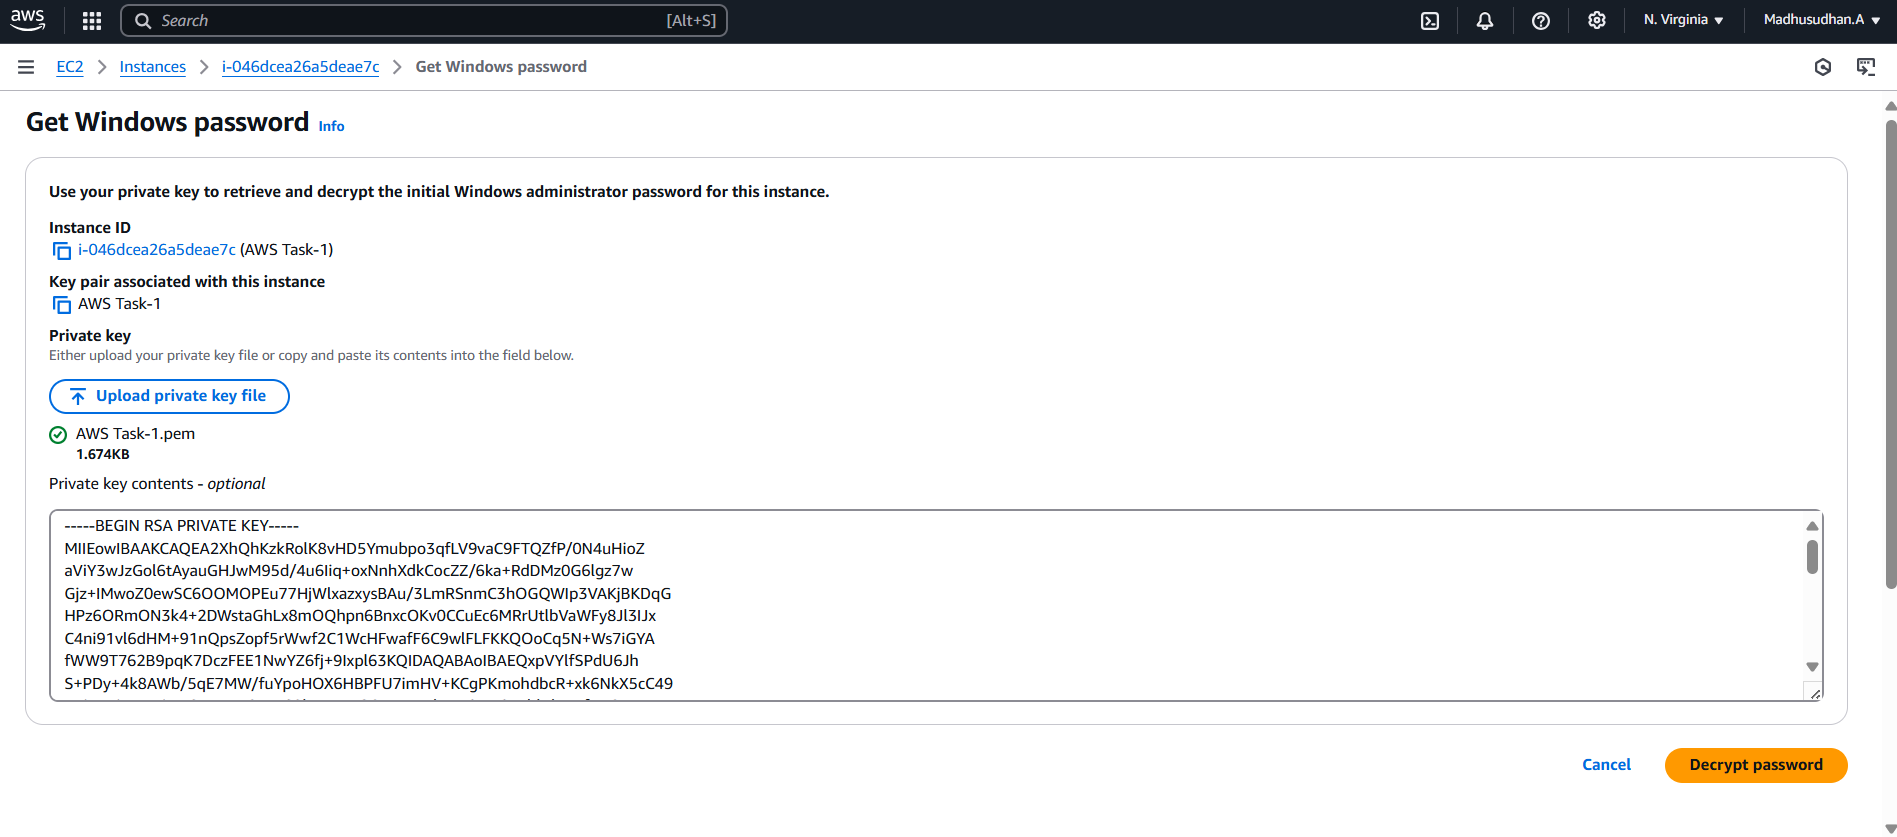 aws
Search
[Alt+S]
N. Virginia
Madhusudhan.A
EC2
Instances
i-046dcea26a5deae7c
Get Windows password
Get Windows password
Info
Use your private key to retrieve and decrypt the initial Windows administrator password for this instance.
Instance ID
i-046dcea26a5deae7c (AWS Task-1)
Key pair associated with this instance
AWS Task-1
Private key
Either upload your private key file or copy and paste its contents into the field below.
Upload private key file
AWS Task-1.pem
1.674KB
Private key contents - optional
-----BEGIN RSA PRIVATE KEY-----
MIIEowIBAAKCAQEA2XhQhKzkRolK8vHD5Ymubpo3qfLV9vaC9FTQZfP/0N4uHioZ
aViY3wJzGol6tAyauGHJwM95d/4u6Iiq+oxNnhXdkCocZZ/6ka+RdDMz0G6lgz7w
Gjz+IMwoZ0ewSC6OOMOPEu77HjWlxazxysBAu/3LmRSnmC3hOGQWIp3VAKjBKDqG
HPz6ORmON3k4+2DWstaGhLx8mOQhpn6BnxcOKv0CCuEc6MRrUtlbVaWFy8Jl3IJx
C4ni91vl6dHM+91nQpsZopf5rWwf2C1WcHFwafF6C9wlFLFKKQOoCq5N+Ws7iGYA
fWW9T762B9pqK7DczFEE1NwYZ6fj+9Ixpl63KQIDAQABAoIBAEQxpVYlfSPdU6Jh
S+PDy+4k8AWb/5qE7MW/fuYpoHOX6HBPFU7imHV+KCgPKmohdbcR+xk6NkX5cC49
Cancel
Decrypt password